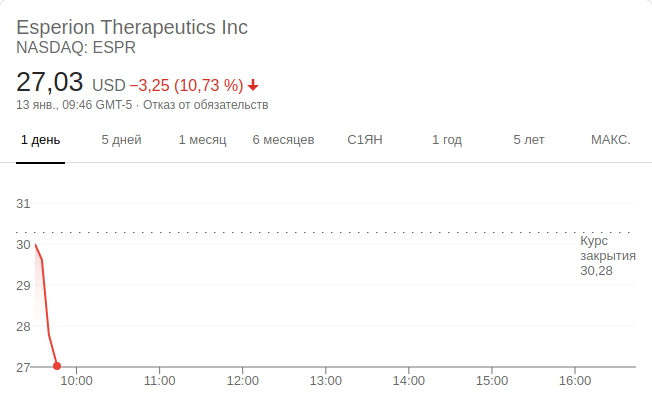 Esperion Therapeutics Inc
NASDAQ: ESPR
27,03 USD −3,25 (10,73 %)
13 янв., 09:46 GMT-5 · Отказ от обязательств
1 день 5 дней 1 месяц 6 месяцев С1ЯН 1 год 5 лет МАКС.
31
30
29
28
27
Курс
закрытия
30,28
10:00 11:00 12:00 13:00 14:00 15:00 16:00